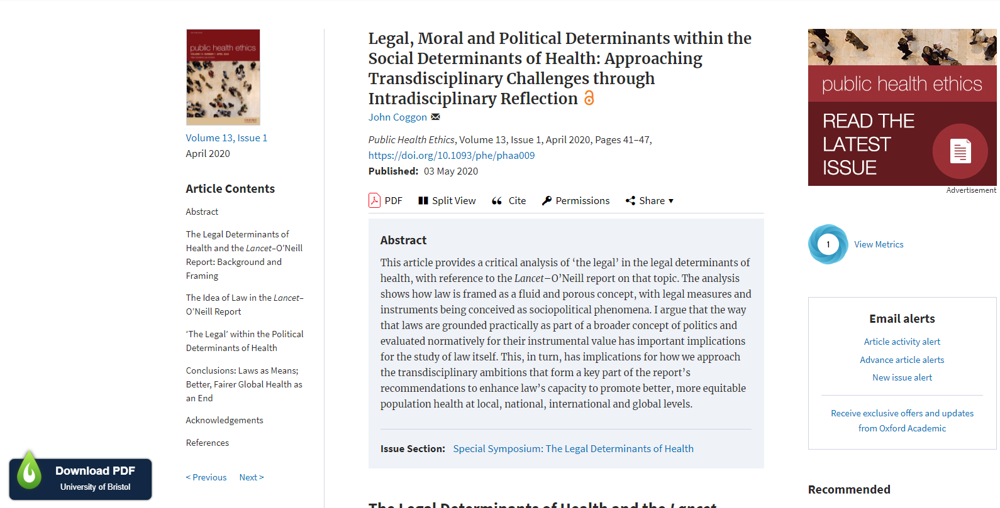 public health ethics
Volume 13, Issue 1
April 2020
Article Contents
Abstract
The Legal Determinants of
Health and the Lancet–O’Neill
Report: Background and
Framing
The Idea of Law in the Lancet–
O’Neill Report
‘The Legal’ within the Political
Determinants of Health
Conclusions: Laws as Means;
Better, Fairer Global Health as
an End
Acknowledgements
References
< Previous Next >
Download PDF
University of Bristol
Legal, Moral and Political Determinants within the
Social Determinants of Health: Approaching
Transdisciplinary Challenges through
Intradisciplinary Reflection
John Coggon
Public Health Ethics, Volume 13, Issue 1, April 2020, Pages 41–47,
https://doi.org/10.1093/phe/phaa009
Published: 03 May 2020
PDF Split View Cite Permissions Share
Abstract
This article provides a critical analysis of ‘the legal’ in the legal determinants of
health, with reference to the Lancet–O’Neill report on that topic. The analysis
shows how law is framed as a fluid and porous concept, with legal measures and
instruments being conceived as sociopolitical phenomena. I argue that the way
that laws are grounded practically as part of a broader concept of politics and
evaluated normatively for their instrumental value has important implications
for the study of law itself. This, in turn, has implications for how we approach
the transdisciplinary ambitions that form a key part of the report’s
recommendations to enhance law’s capacity to promote better, more equitable
population health at local, national, international and global levels.
Issue Section: Special Symposium: The Legal Determinants of Health
The Legal Determinants of Health and the Lancet–
public health ethics
READ THE
LATEST
ISSUE
Advertisement
1
View Metrics
Email alerts
Article activity alert
Advance article alerts
New issue alert
Receive exclusive offers and updates
from Oxford Academic
Recommended